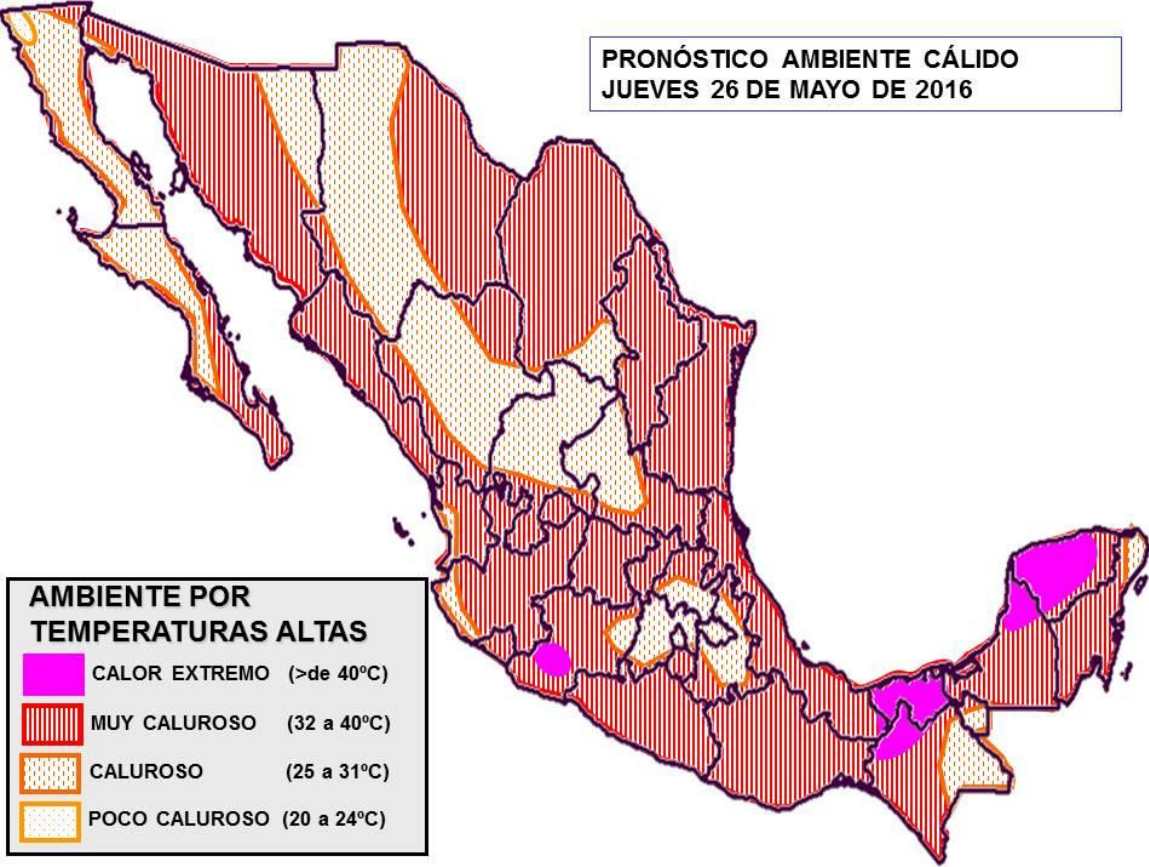 PRONÓSTICO AMBIENTE CÁLIDO
JUEVES 26 DE MAYO DE 2016
AMBIENTE POR
TEMPERATURAS ALTAS
CALOR EXTREMO (>de 40ºC)
MUY CALUROSO (32 a 40ºC)
CALUROSO (25 a 31ºC)
POCO CALUROSO (20 a 24ºC)